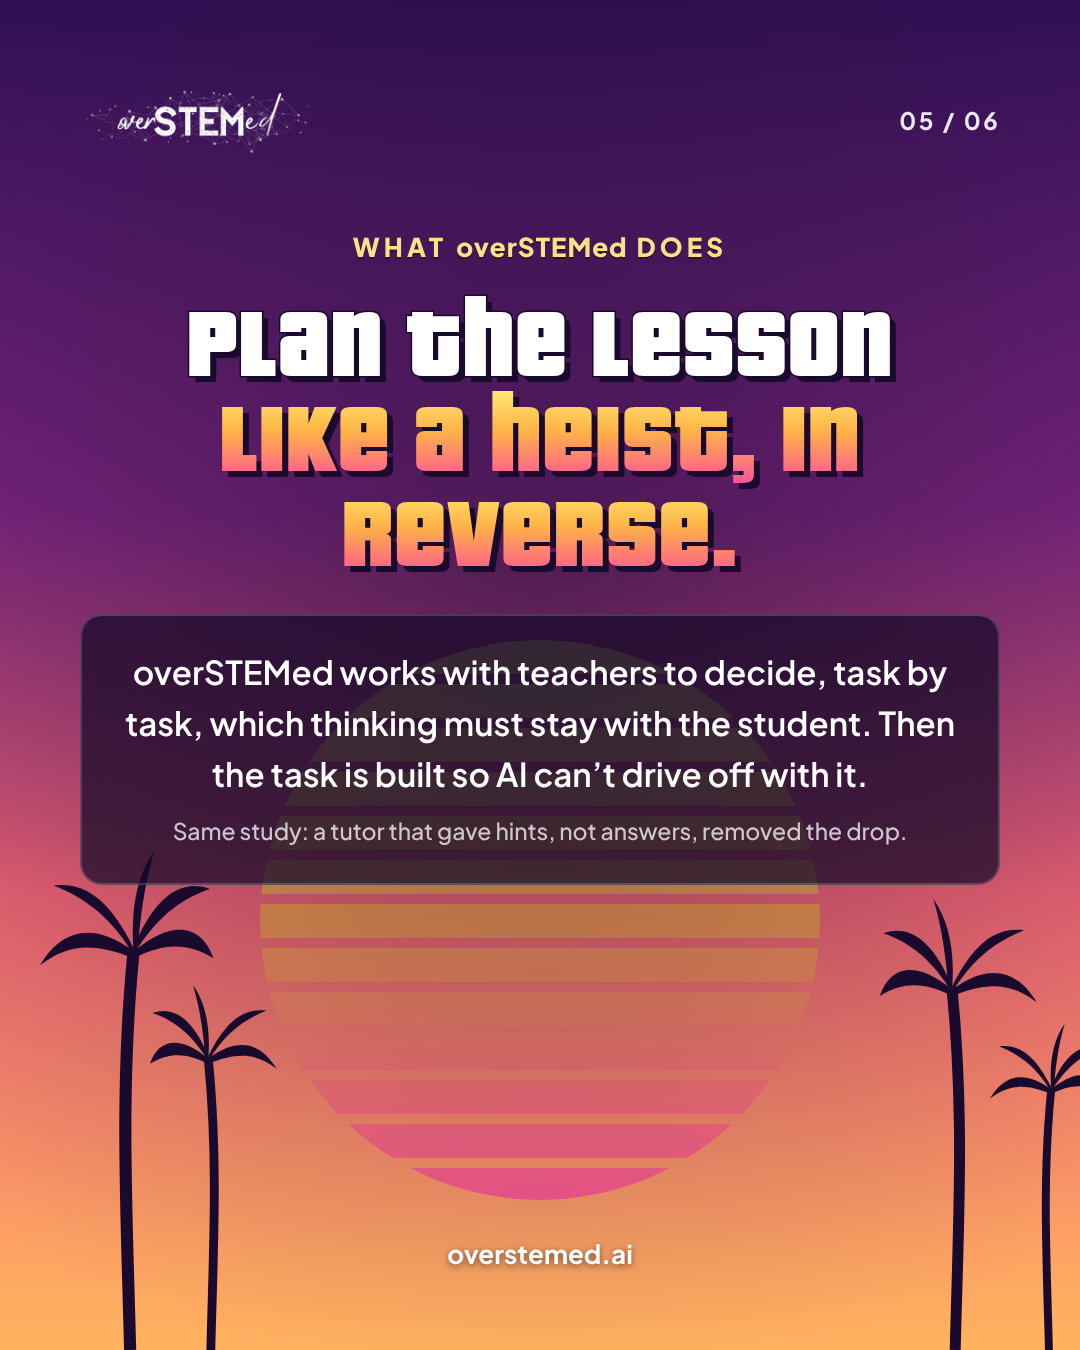 overSTEMed
05 / 06
WHAT overSTEMed DOES
Plan the Lesson
Like a heist, in
Reverse.
overSTEMed works with teachers to decide, task by
task, which thinking must stay with the student. Then
the task is built so AI can’t drive off with it.
Same study: a tutor that gave hints, not answers, removed the drop.
overstemed.ai